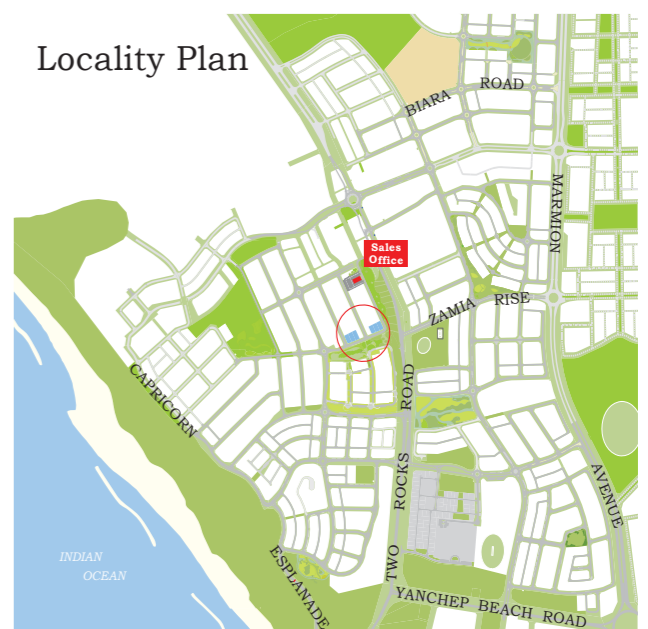 Locality Plan
BIARA ROAD
MARMION
AVENUE
Sales
Office
ZAMIA RISE
CAPRICORN
ESPLANADE
TWO ROCKS ROAD
INDIAN
OCEAN
YANCHEP BEACH ROAD